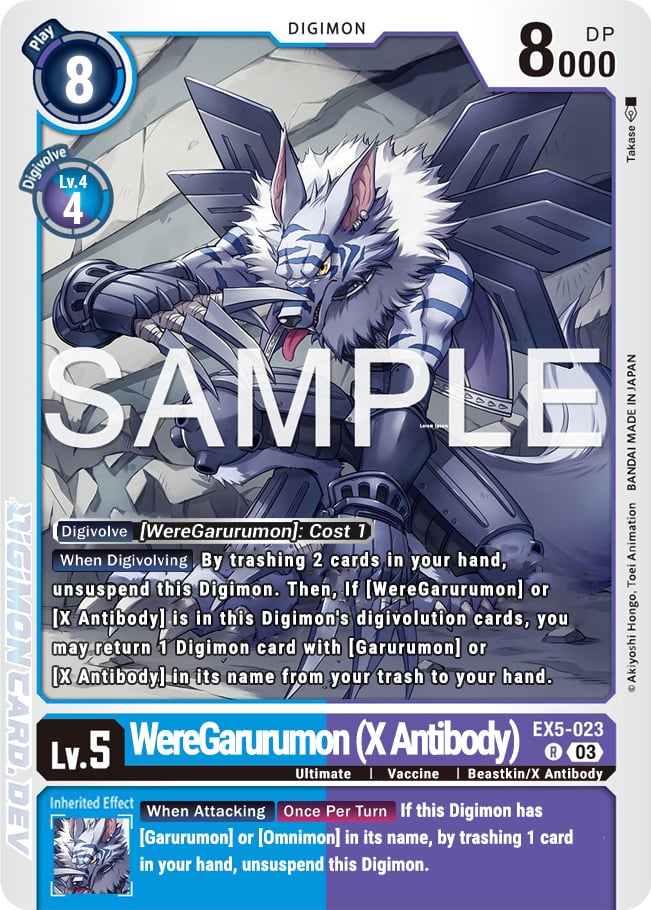 Play
8
DIGIMON
8000
DP
Digivolve
Lv.4
4
Takase
SAMPLE
Lorem Ipsum
BANDAI MADE IN JAPAN
© Akiyoshi Hongo, Toei Animation
DIGIMON CARD.DEV
Digivolve [WereGarurumon]: Cost 1
When Digivolving By trashing 2 cards in your hand,
unsuspend this Digimon. Then, If [WereGarurumon] or
[X Antibody] is in this Digimon's digivolution cards, you
may return 1 Digimon card with [Garurumon] or
[X Antibody] in its name from your trash to your hand.
Lv.5
WereGarurumon (X Antibody)
EX5-023
R 03
Ultimate | Vaccine | Beastkin/X Antibody
Inherited Effect
When Attacking Once Per Turn If this Digimon has
[Garurumon] or [Omnimon] in its name, by trashing 1 card
in your hand, unsuspend this Digimon.